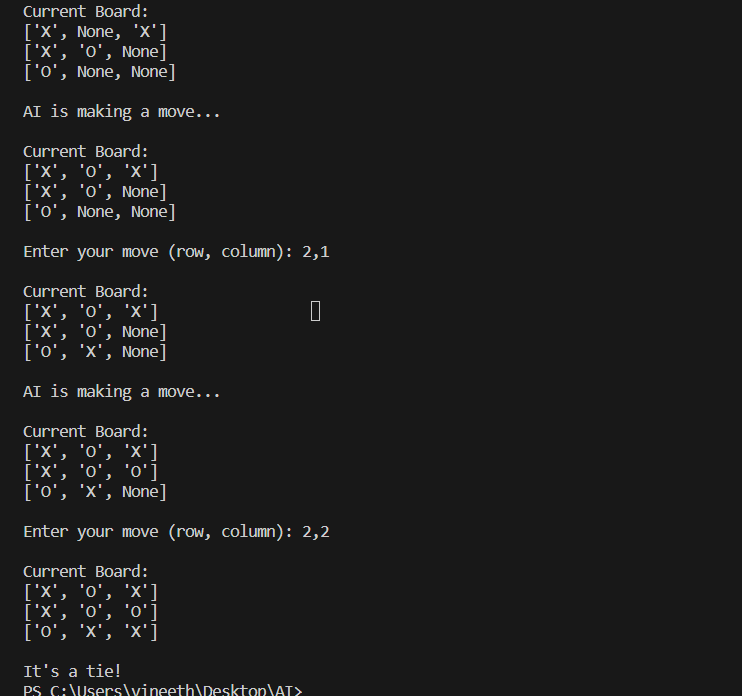 Current Board:
['X', None, 'X']
['X', 'O', None]
['O', None, None]
AI is making a move...
Current Board:
['X', 'O', 'X']
['X', 'O', None]
['O', None, None]
Enter your move (row, column): 2,1
Current Board:
['X', 'O', 'X']
['X', 'O', None]
['O', 'X', None]
AI is making a move...
Current Board:
['X', 'O', 'X']
['X', 'O', 'O']
['O', 'X', None]
Enter your move (row, column): 2,2
Current Board:
['X', 'O', 'X']
['X', 'O', 'O']
['O', 'X', 'X']
It's a tie!
PS C:\Users\vineeth\Desktop\AI>